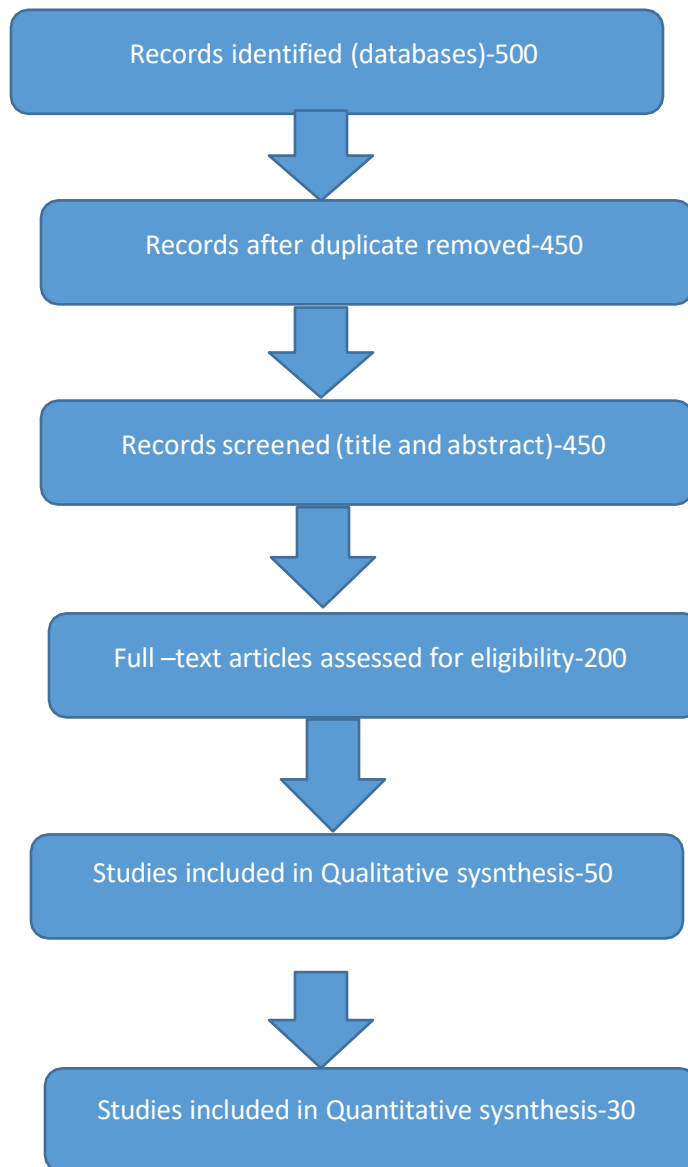 Records identified (databases)-500
Records after duplicate removed-450
Records screened (title and abstract)-450
Full –text articles assessed for eligibility-200
Studies included in Qualitative sysnthesis-50
Studies included in Quantitative sysnthesis-30